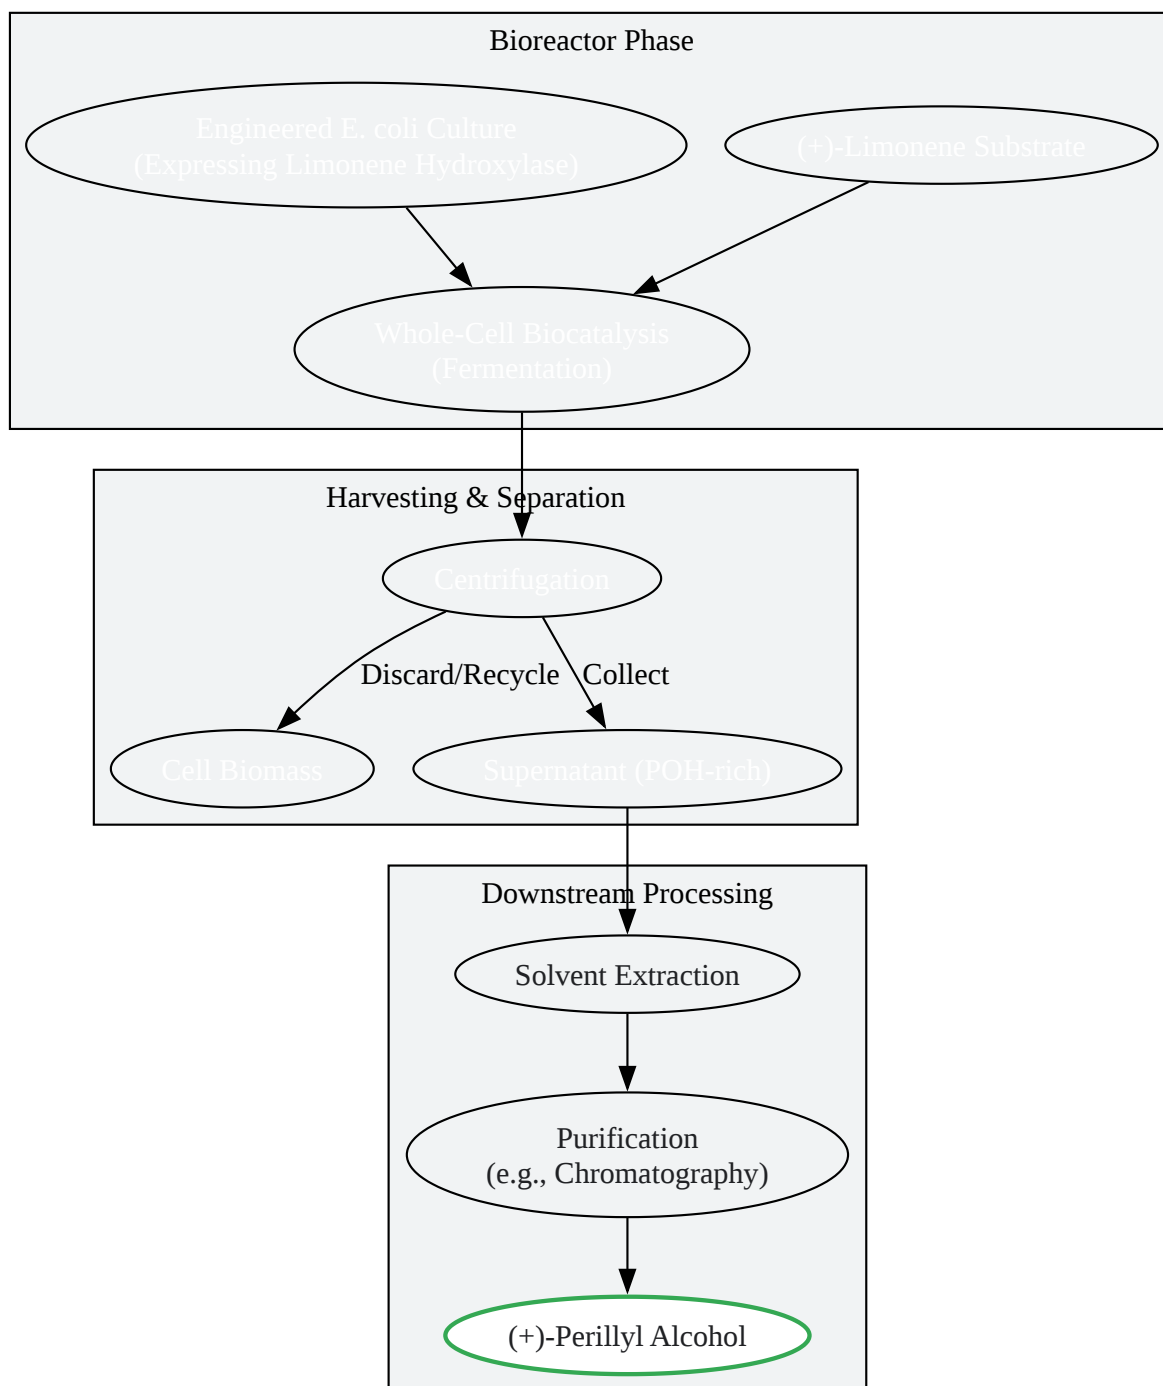 Bioreactor Phase
Engineered E. coli Culture
(Expressing Limonene Hydroxylase)
(+)-Limonene Substrate
Whole-Cell Biocatalysis
(Fermentation)
Harvesting & Separation
Centrifugation
Discard/Recycle
Collect
Cell Biomass
Supernatant (POH-rich)
Downstream Processing
Solvent Extraction
Purification
(e.g., Chromatography)
(+)-Perillyl Alcohol